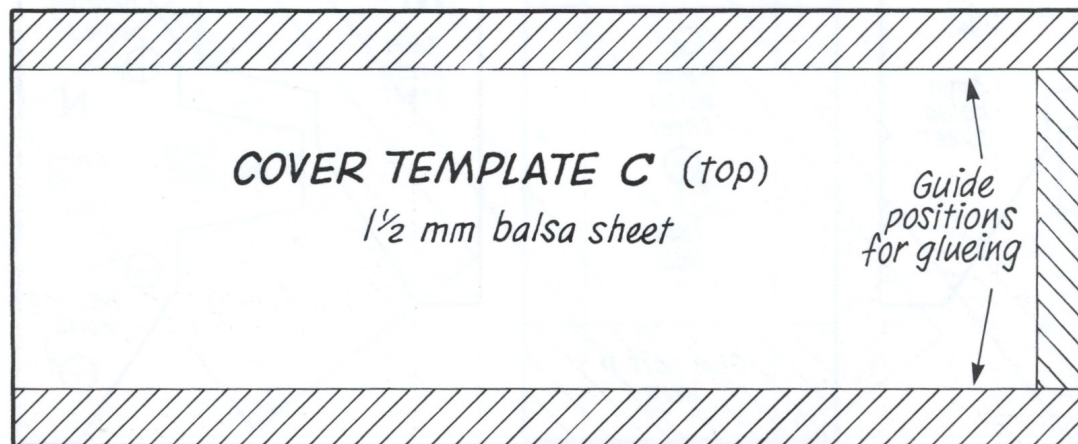 COVER TEMPLATE C (top)
1½ mm balsa sheet
Guide
positions
for glueing